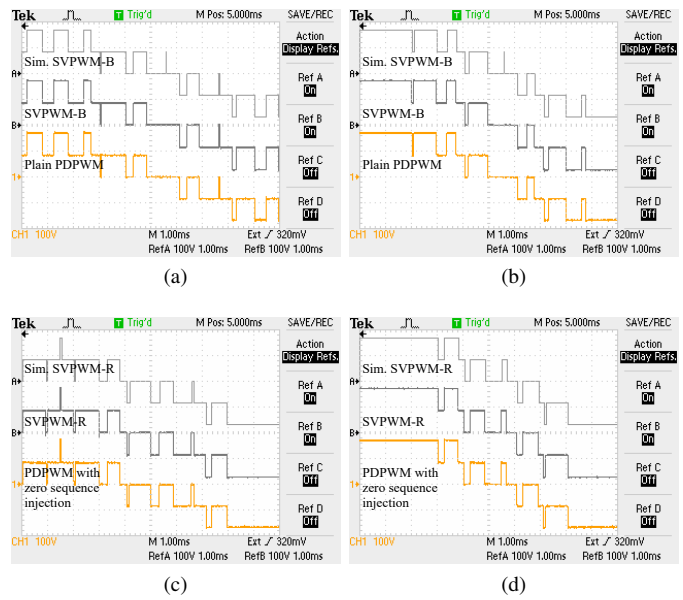 Tek Trig'd M Pos: 5.000ms SAVE/REC
Action
Display Refs.
Sim. SVPWM-B
A
Ref A
On
SVPWM-B
B
Ref B
On
Plain PDPWM
Ref C
Off
1
Ref D
Off
CH1 100V M 1.00ms Ext 320mV
RefA 100V 1.00ms RefB 100V 1.00ms
(a)
Tek Trig'd M Pos: 5.000ms SAVE/REC
Action
Display Refs.
Sim. SVPWM-B
A
Ref A
On
SVPWM-B
B
Ref B
On
Plain PDPWM
Ref C
Off
1
Ref D
Off
CH1 100V M 1.00ms Ext 320mV
RefA 100V 1.00ms RefB 100V 1.00ms
(b)
Tek Trig'd M Pos: 5.000ms SAVE/REC
Action
Display Refs.
Sim. SVPWM-R
A
Ref A
On
SVPWM-R
B
Ref B
On
PDPWM with
zero sequence
injection
Ref C
Off
1
Ref D
Off
CH1 100V M 1.00ms Ext 320mV
RefA 100V 1.00ms RefB 100V 1.00ms
(c)
Tek Trig'd M Pos: 5.000ms SAVE/REC
Action
Display Refs.
Sim. SVPWM-R
A
Ref A
On
SVPWM-R
B
Ref B
On
PDPWM with
zero sequence
injection
Ref C
Off
1
Ref D
Off
CH1 100V M 1.00ms Ext 320mV
RefA 100V 1.00ms RefB 100V 1.00ms
(d)